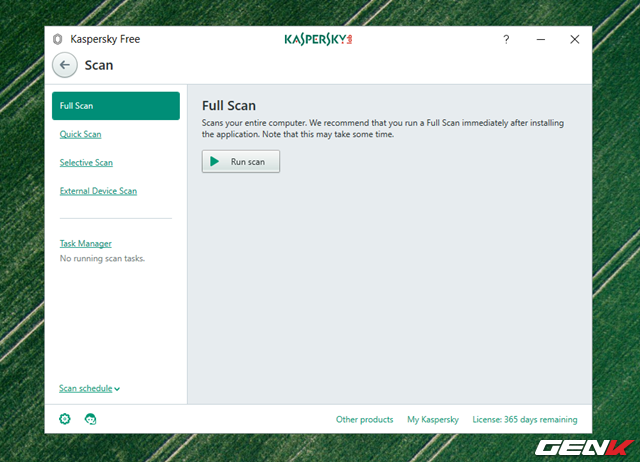 Kaspersky Free
KASPERSKY
?
Scan
Full Scan
Quick Scan
Selective Scan
External Device Scan
Task Manager
No running scan tasks.
Scan schedule
Full Scan
Scans your entire computer. We recommend that you run a Full Scan immediately after installing
the application. Note that this may take some time.
Run scan
Other products
My Kaspersky
License: 365 days remaining
GENK